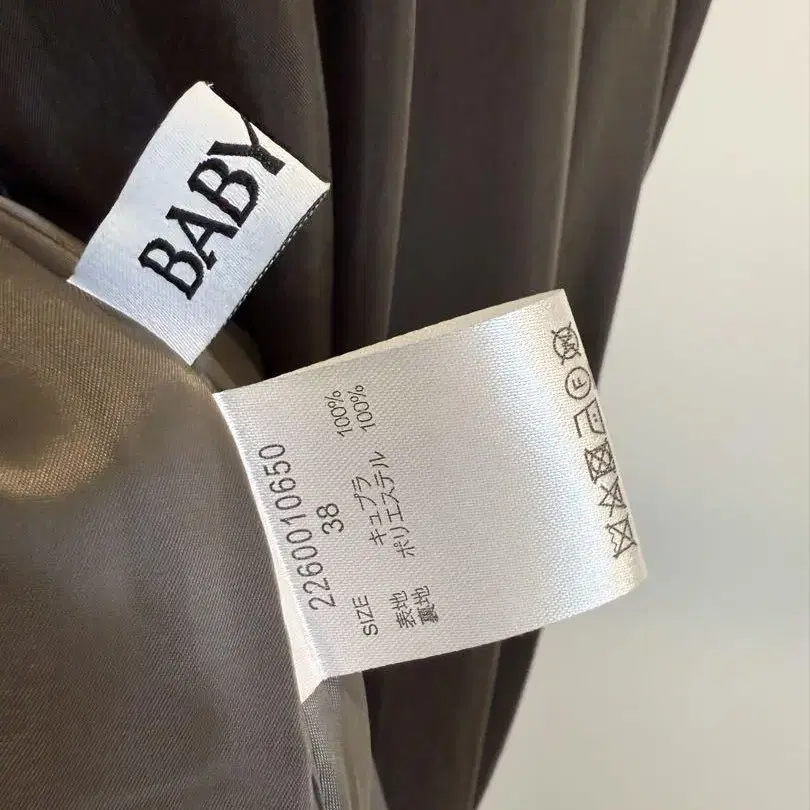 BABY
2260010650
SIZE 38
表地 キュプラ 100%
裏地 ポリエステル 100%